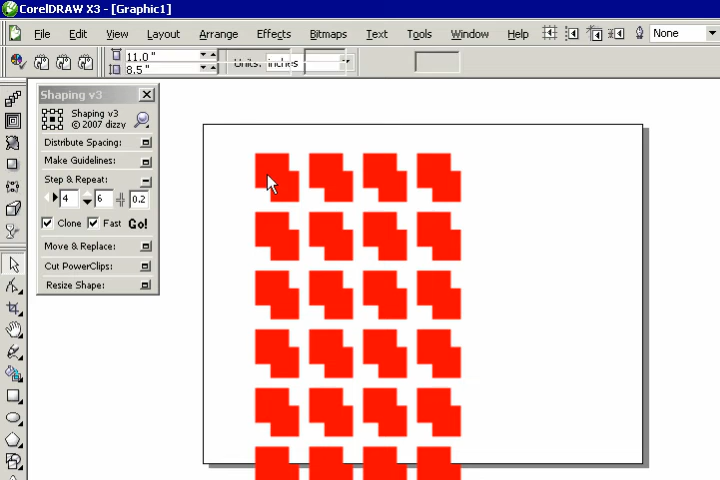 CorelDRAW X3 - [Graphic1]
File Edit View Layout Arrange Effects Bitmaps Text Tools Window Help None
11.0 "
8.5 "
Units: inches
Shaping v3
Shaping v3
© 2007 dizzy
Distribute Spacing:
Make Guidelines:
Step & Repeat:
4 6 0.2
Clone Fast Go!
Move & Replace:
Cut PowerClips:
Resize Shape: